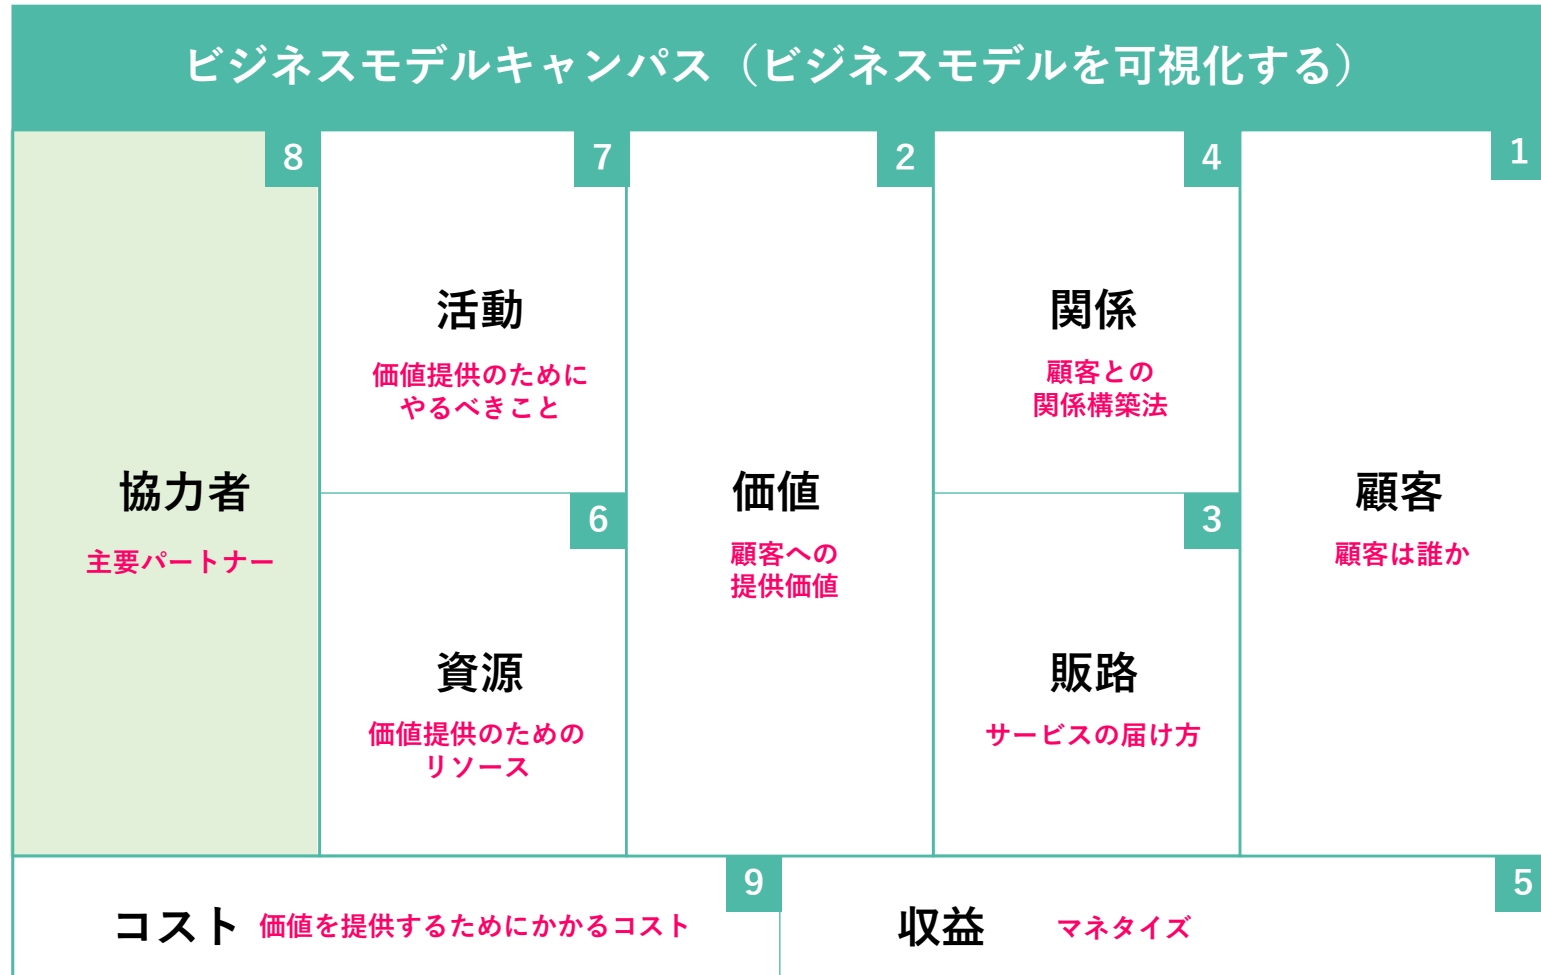 ビジネスモデルキャンパス（ビジネスモデルを可視化する）
8
協力者
主要パートナー
7
活動
価値提供のために
やるべきこと
6
資源
価値提供のための
リソース
2
価値
顧客への
提供価値
4
関係
顧客との
関係構築法
3
販路
サービスの届け方
1
顧客
顧客は誰か
9
コスト 価値を提供するためにかかるコスト
5
収益 マネタイズ